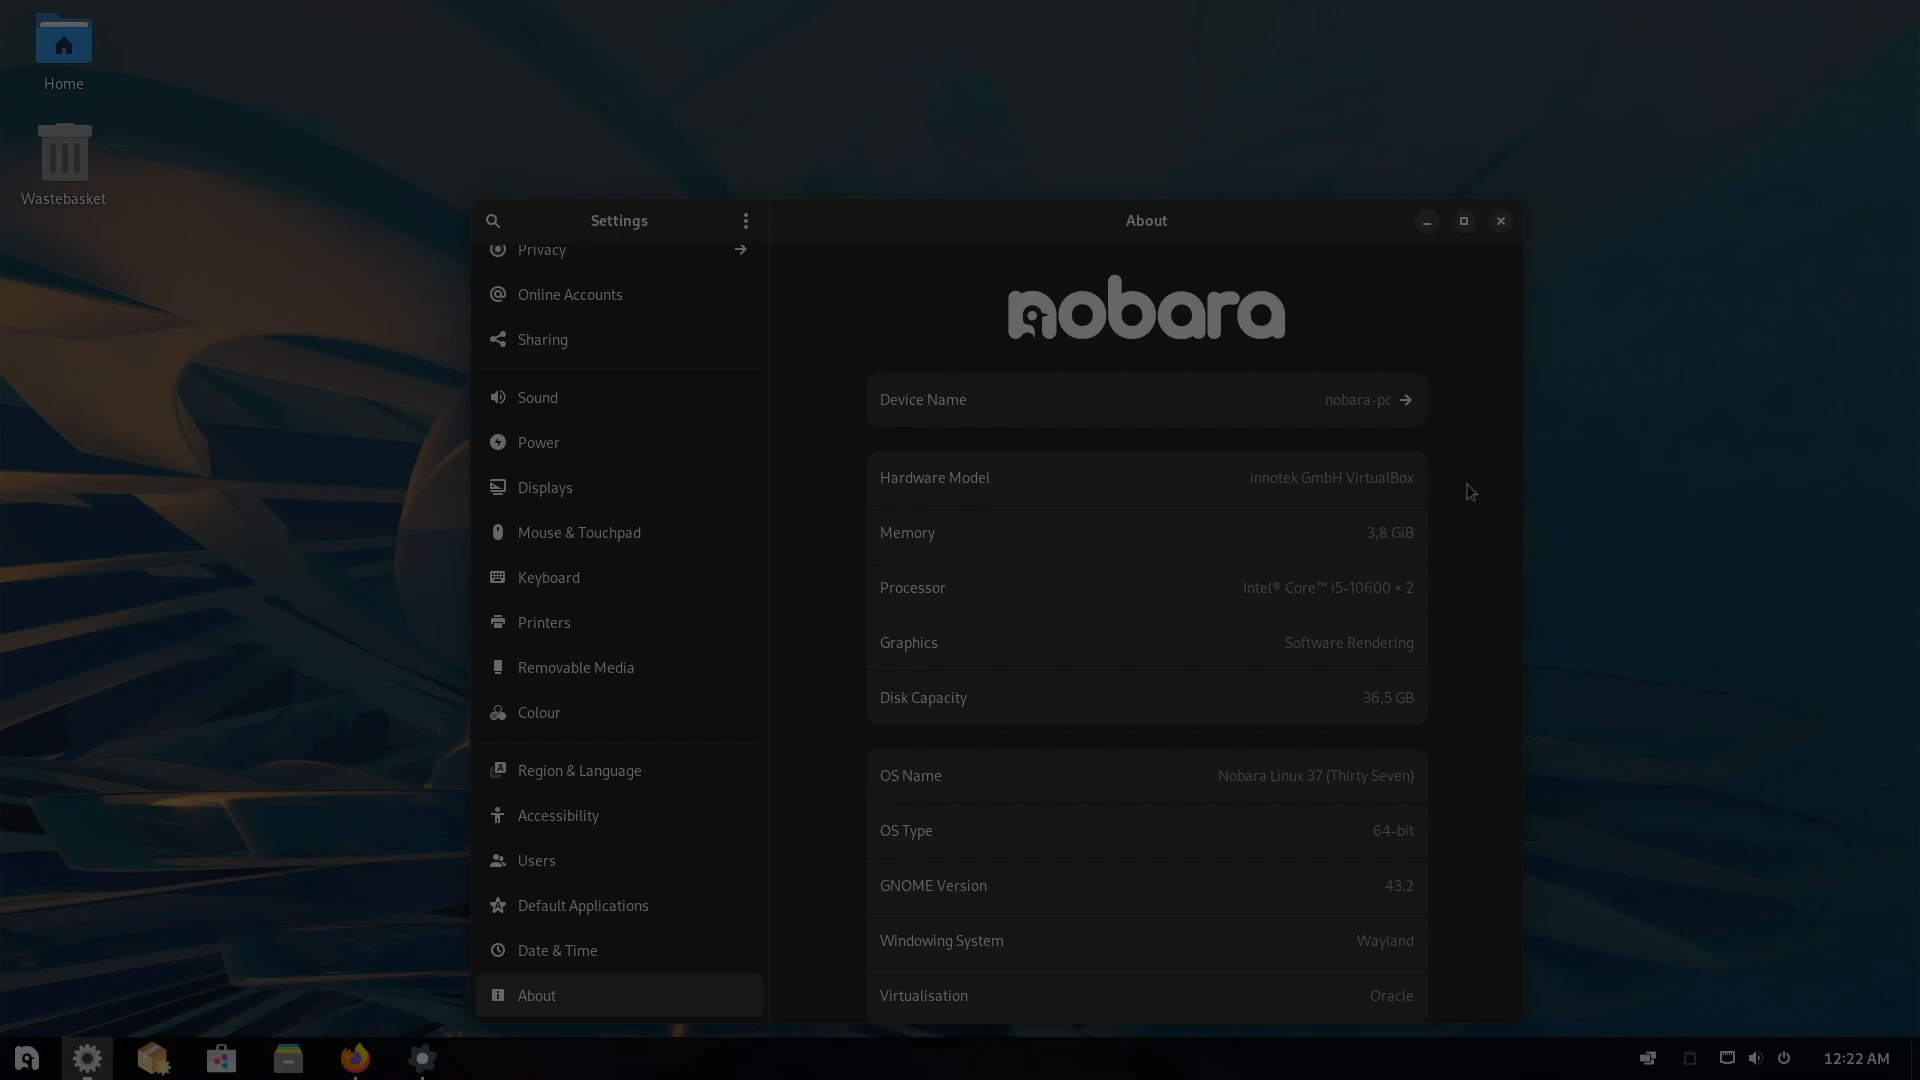 Home
Wastebasket
Settings
Privacy
Online Accounts
Sharing
Sound
Power
Displays
Mouse & Touchpad
Keyboard
Printers
Removable Media
Colour
Region & Language
Accessibility
Users
Default Applications
Date & Time
About
About
nobara
Device Name nobara-pc
Hardware Model innotek GmbH VirtualBox
Memory 3,8 GiB
Processor Intel® Core™ i5-10600 × 2
Graphics Software Rendering
Disk Capacity 36,5 GB
OS Name Nobara Linux 37 (Thirty Seven)
OS Type 64-bit
GNOME Version 43.2
Windowing System Wayland
Virtualisation Oracle
12:22 AM